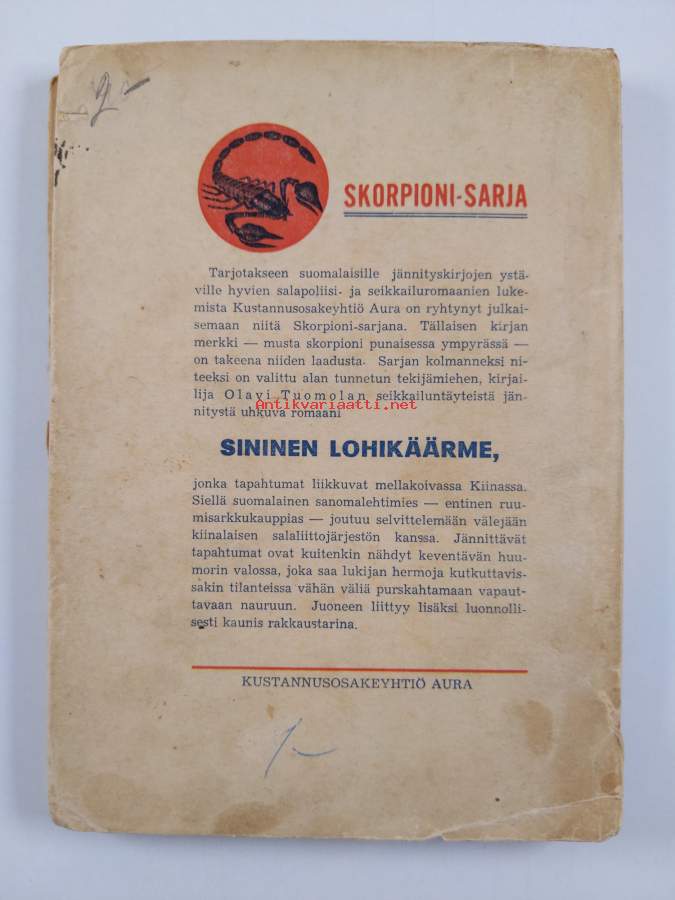 SKORPIONI-SARJA
Tarjotakseen suomalaisille jännityskirjojen ystä-
ville hyvien salapoliisi- ja seikkailuromaanien luke-
mista Kustannusosakeyhtiö Aura on ryhtynyt julkai-
semaan niitä Skorpioni-sarjana. Tällaisen kirjan
merkki — musta skorpioni punaisessa ympyrässä —
on takeena niiden laadusta. Sarjan kolmanneksi ni-
teeksi on valittu alan tunnetun tekijämiehen, kirjai-
lija Olavi Tuomolan seikkailuntäyteistä jän-
Antikvariaatti.net
nitystä uhkuva romaani
SININEN LOHIKÄÄRME,
jonka tapahtumat liikkuvat mellakoivassa Kiinassa.
Siellä suomalainen sanomalehtimies — entinen ruu-
misarkkukauppias — joutuu selvittelemään välejään
kiinalaisen salaliittojärjestön kanssa. Jännittävät
tapahtumat ovat kuitenkin nähdyt keventävän huu-
morin valossa, joka saa lukijan hermoja kutkuttavis-
sakin tilanteissa vähän väliä purskahtamaan vapaut-
tavaan nauruun. Juoneen liittyy lisäksi luonnolli-
sesti kaunis rakkaustarina.
KUSTANNUSOSAKEYHTIÖ AURA